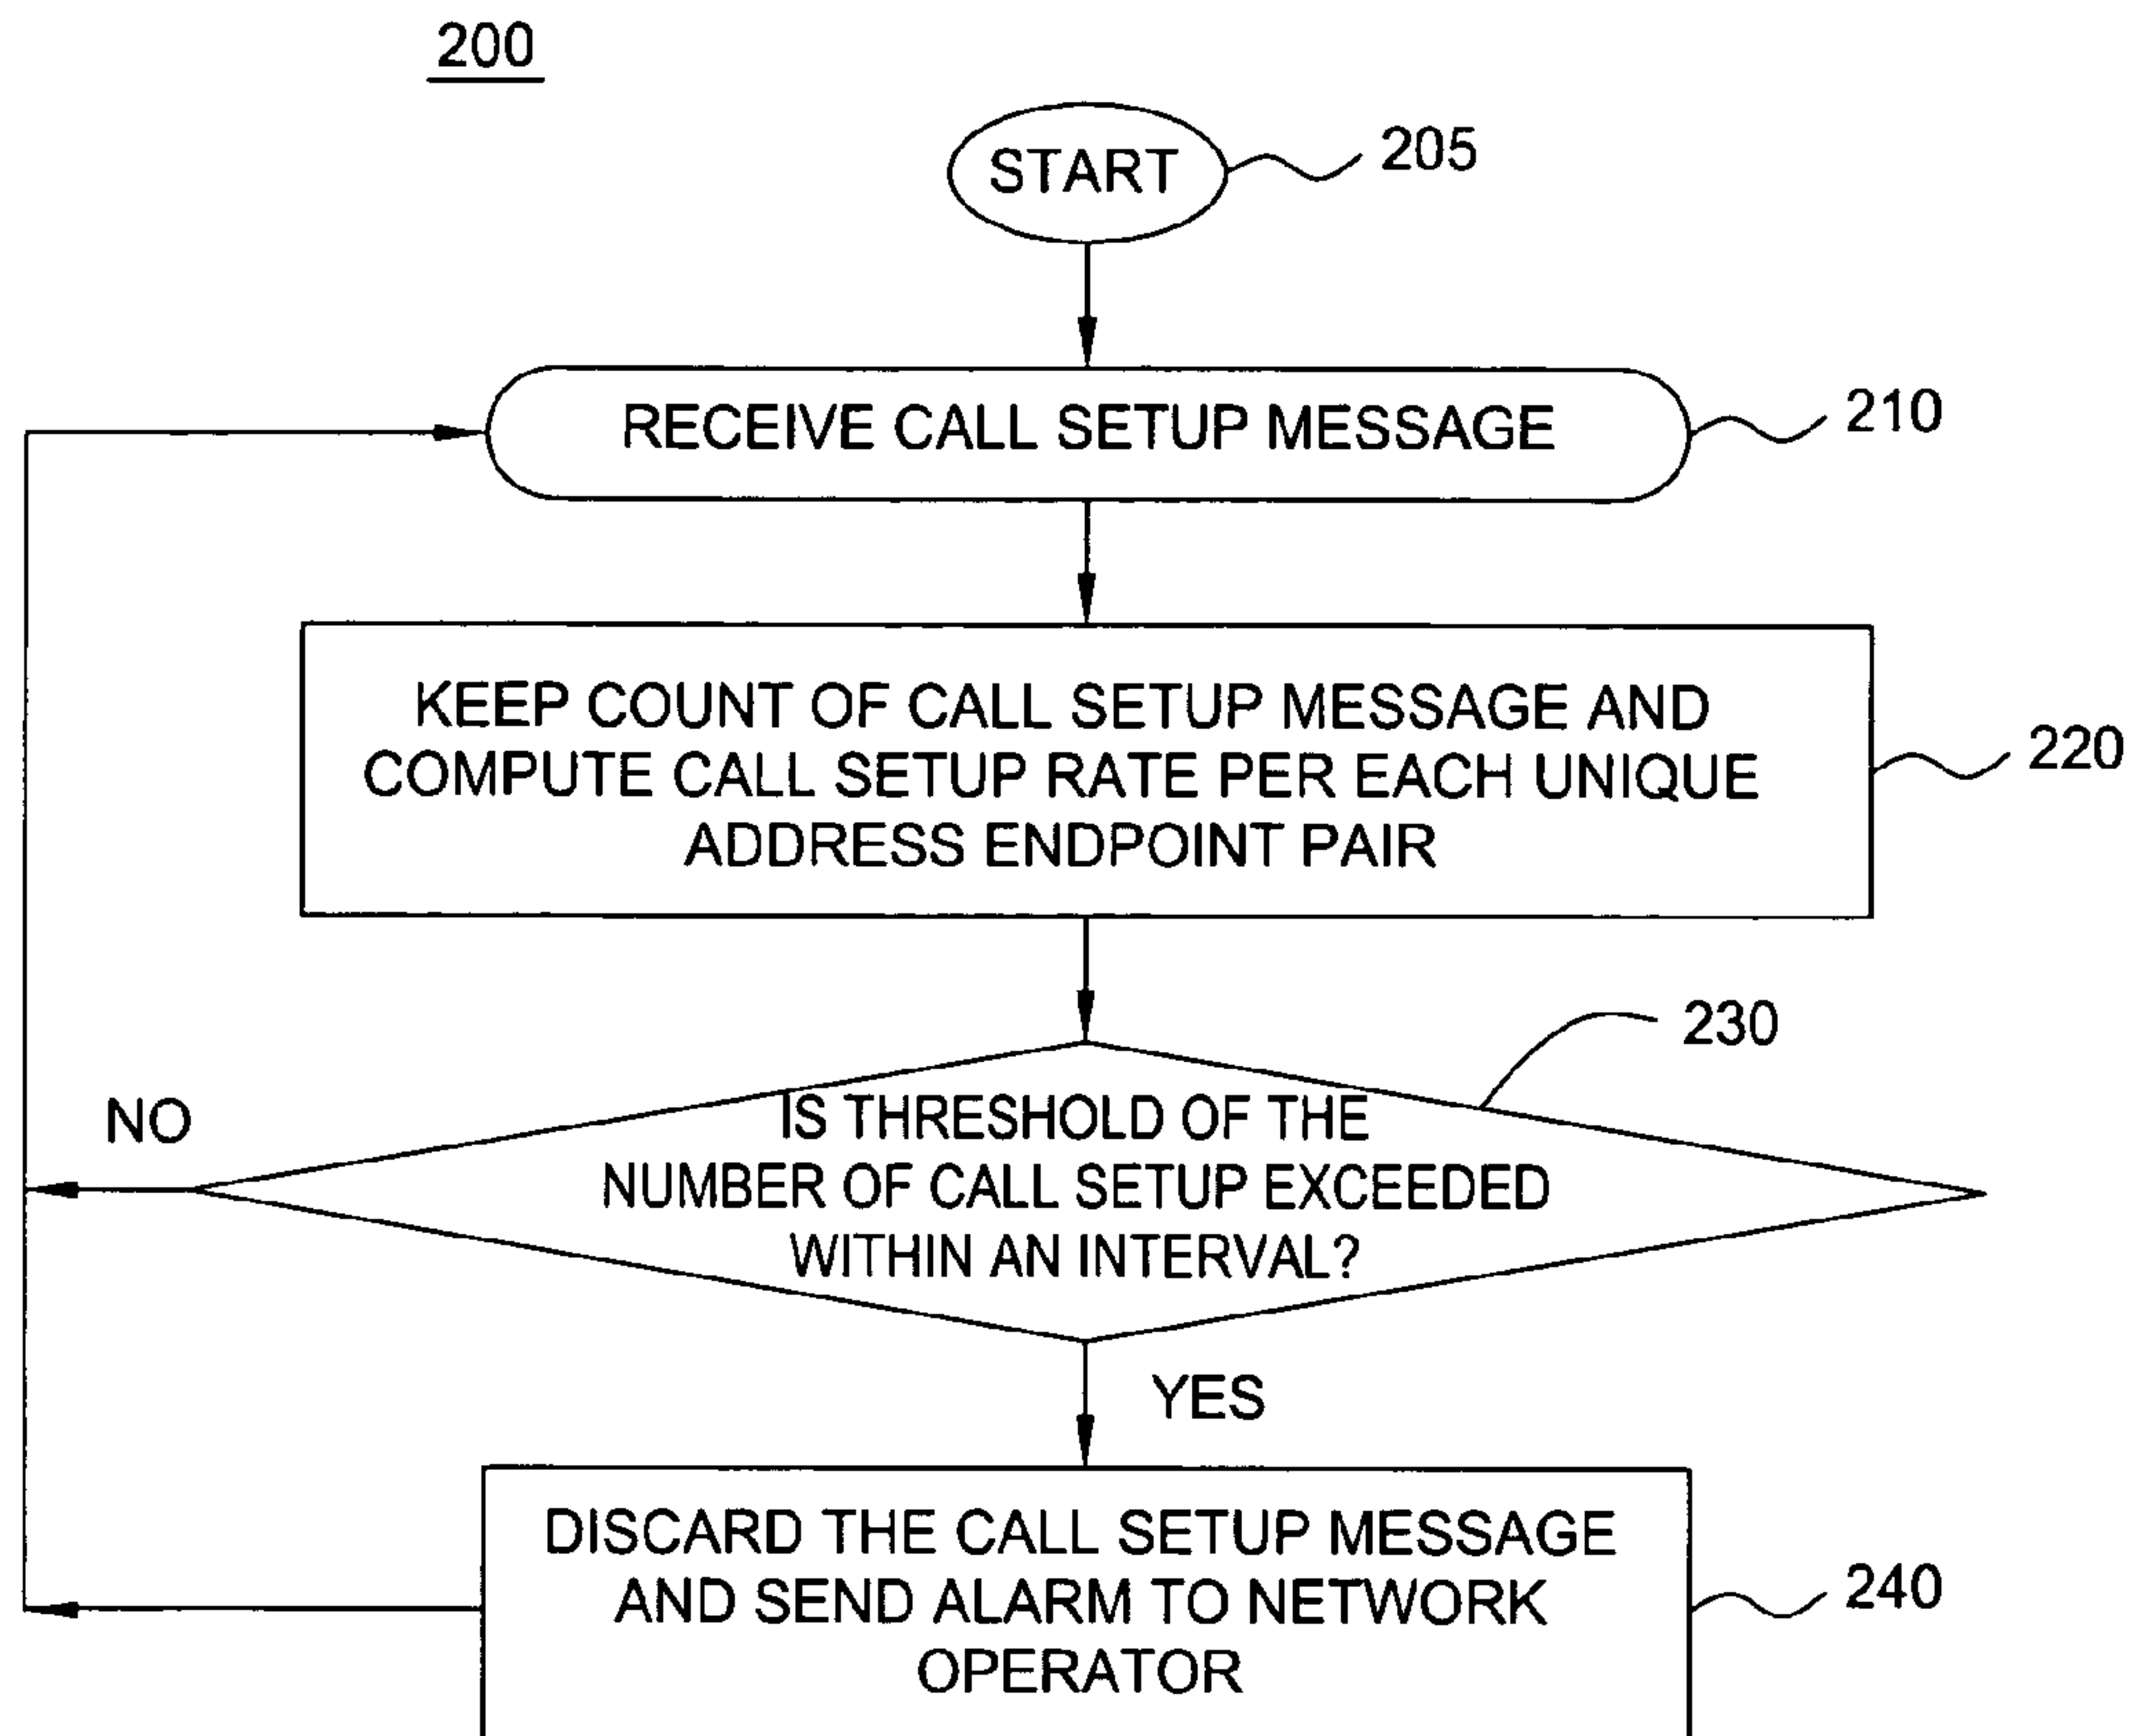 200
START
205
RECEIVE CALL SETUP MESSAGE
210
KEEP COUNT OF CALL SETUP MESSAGE AND
COMPUTE CALL SETUP RATE PER EACH UNIQUE
ADDRESS ENDPOINT PAIR
220
230
IS THRESHOLD OF THE
NUMBER OF CALL SETUP EXCEEDED
WITHIN AN INTERVAL?
NO
YES
DISCARD THE CALL SETUP MESSAGE
AND SEND ALARM TO NETWORK
OPERATOR
240